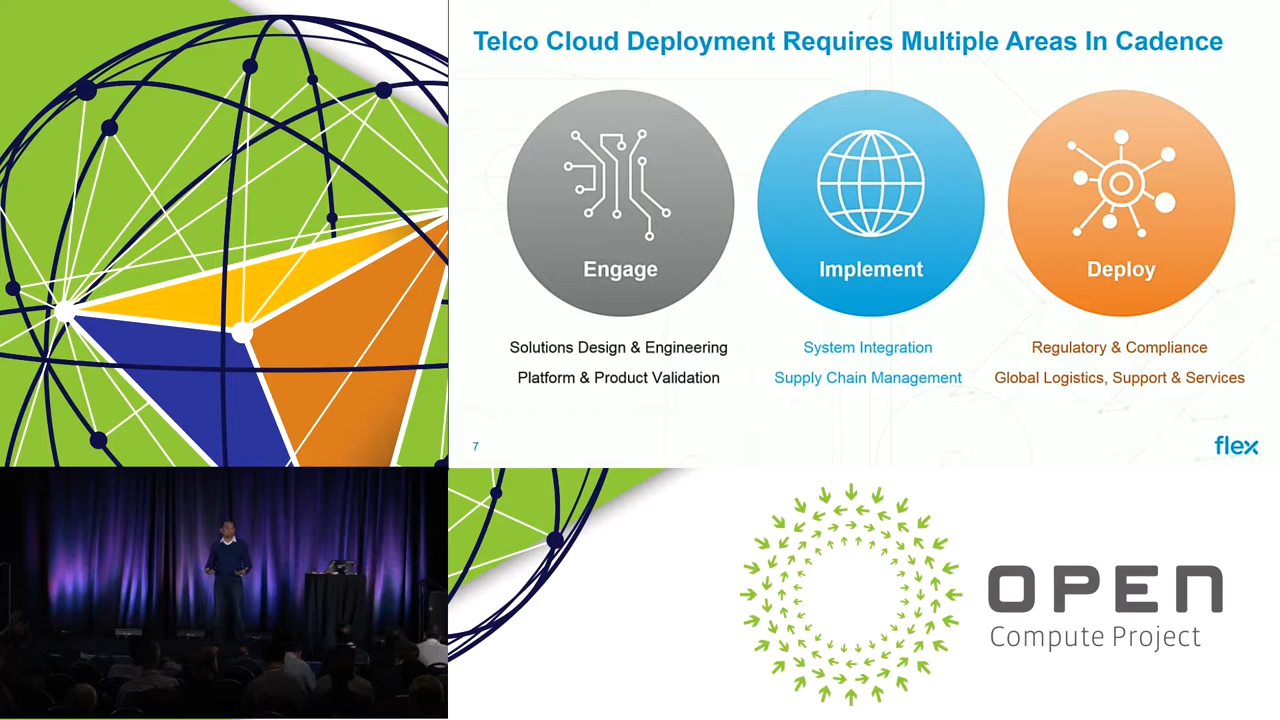 Telco Cloud Deployment Requires Multiple Areas In Cadence
Engage
Implement
Deploy
Solutions Design & Engineering
Platform & Product Validation
System Integration
Supply Chain Management
Regulatory & Compliance
Global Logistics, Support & Services
7
flex
OPEN
Compute Project